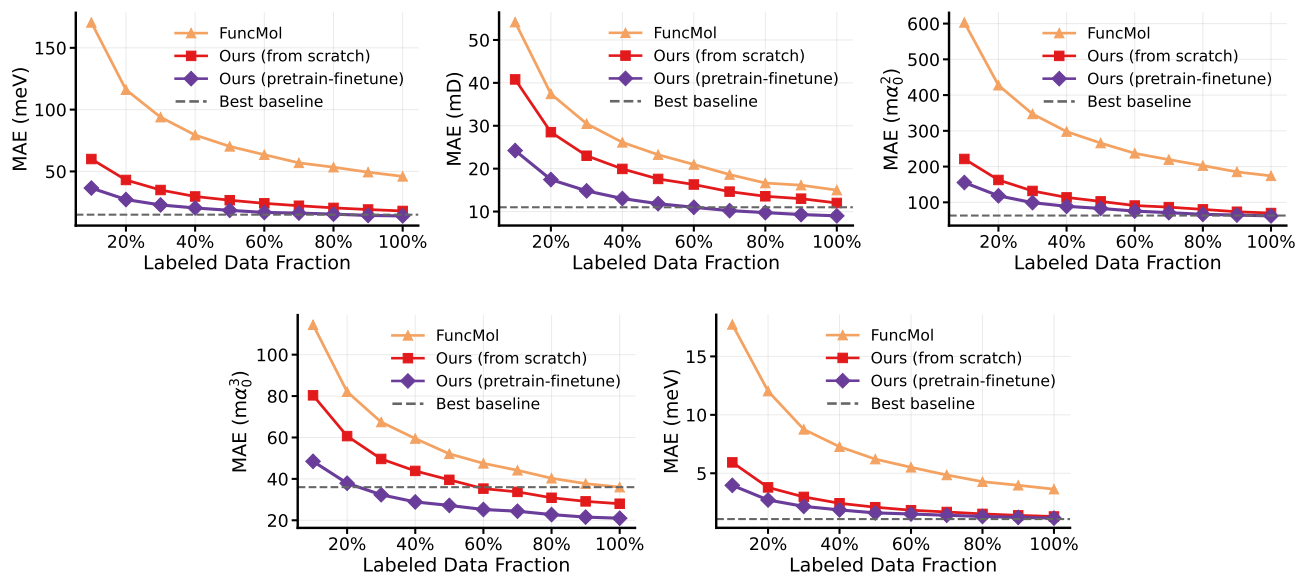 MAE (meV)
150
100
50
FuncMol
Ours (from scratch)
Ours (pretrain-finetune)
Best baseline
20% 40% 60% 80% 100%
Labeled Data Fraction
MAE (mD)
50
40
30
20
10
FuncMol
Ours (from scratch)
Ours (pretrain-finetune)
Best baseline
20% 40% 60% 80% 100%
Labeled Data Fraction
MAE (mα₀²)
600
500
400
300
200
100
FuncMol
Ours (from scratch)
Ours (pretrain-finetune)
Best baseline
20% 40% 60% 80% 100%
Labeled Data Fraction
MAE (mα₀³)
100
80
60
40
20
FuncMol
Ours (from scratch)
Ours (pretrain-finetune)
Best baseline
20% 40% 60% 80% 100%
Labeled Data Fraction
MAE (meV)
15
10
5
FuncMol
Ours (from scratch)
Ours (pretrain-finetune)
Best baseline
20% 40% 60% 80% 100%
Labeled Data Fraction